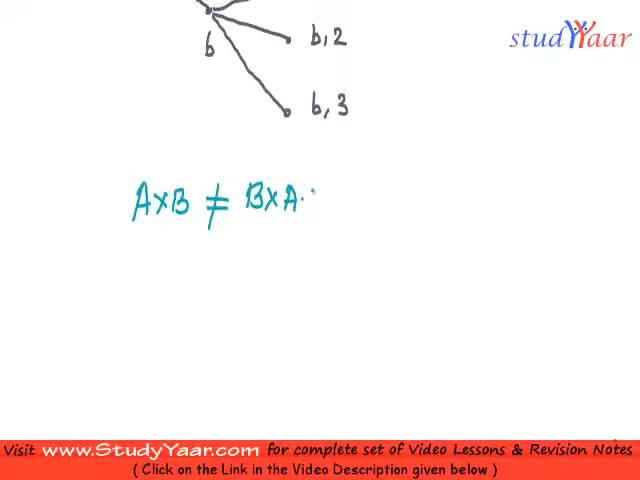 studYYaar
b
b,2
b,3
A×B ≠ B×A.
Visit www.StudyYaar.com for complete set of Video Lessons & Revision Notes
( Click on the Link in the Video Description given below )